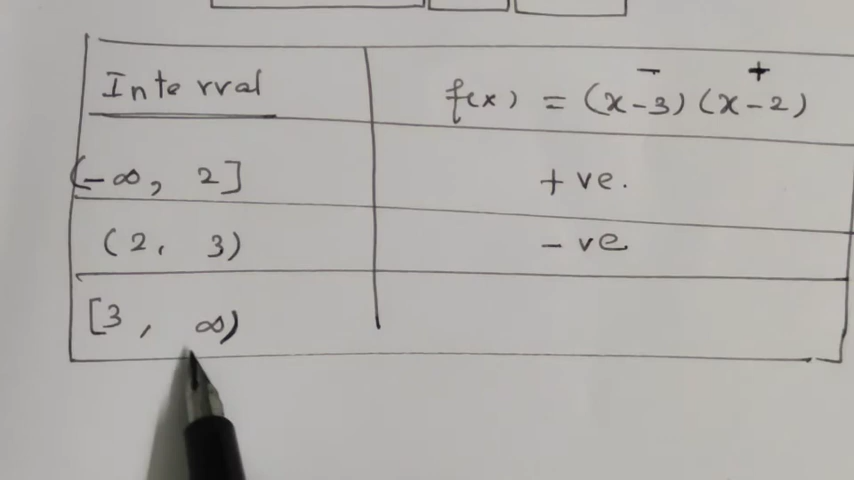 Interval
f(x) = (x-3)(x-2)
- +
(-∞, 2]
+ve.
(2, 3)
-ve
[3, ∞)